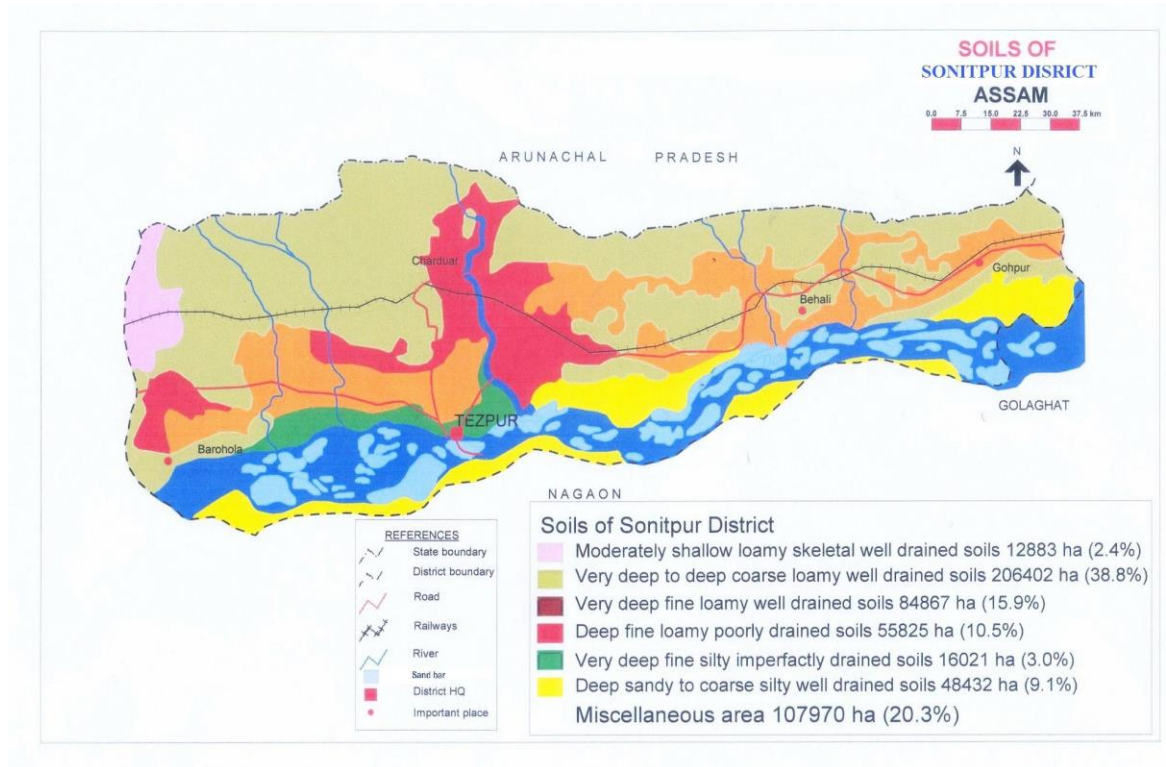 SOILS OF
SONITPUR DISRICT
ASSAM
0.0 7.5 15.0 22.5 30.0 37.5 km
N
ARUNACHAL PRADESH
Charduar
Gohpur
Behali
GOLAGHAT
TEZPUR
Barohola
NAGAON
REFERENCES
State boundary
District boundary
Road
Railways
River
Sand bar
District HQ
Important place
Soils of Sonitpur District
Moderately shallow loamy skeletal well drained soils 12883 ha (2.4%)
Very deep to deep coarse loamy well drained soils 206402 ha (38.8%)
Very deep fine loamy well drained soils 84867 ha (15.9%)
Deep fine loamy poorly drained soils 55825 ha (10.5%)
Very deep fine silty imperfactly drained soils 16021 ha (3.0%)
Deep sandy to coarse silty well drained soils 48432 ha (9.1%)
Miscellaneous area 107970 ha (20.3%)